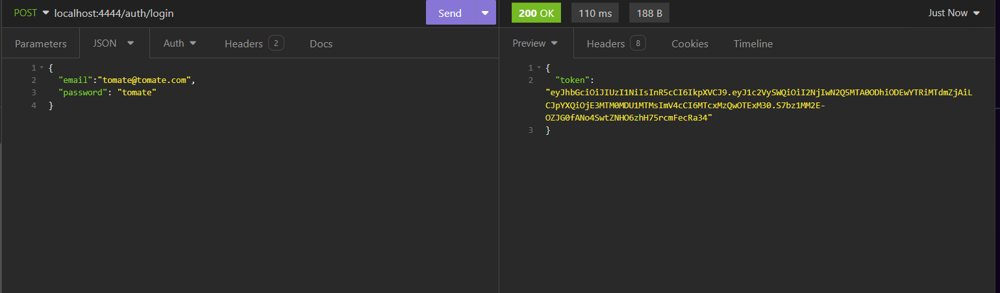 POST localhost:4444/auth/login Send 200 OK 110 ms 188 B Just Now
Parameters JSON Auth Headers 2 Docs Preview Headers 8 Cookies Timeline
1 {
2 "email":"tomate@tomate.com",
3 "password": "tomate"
4 }
1 {
2 "token":
"eyJhbGciOiJIUzI1NiIsInR5cCI6IkpXVCJ9.eyJ1c2VySWQiOiI2NjIwN2Q5MTA0ODhiODEwYTRiMTdmZjAiL
CJpYXQiOjE3MTM0MDU1MTMsImV4cCI6MTcxMzQwOTExM30.S7bz1MM2E-
OZJG0fANo4SwtZNHO6zhH75rcmFecRa34"
3 }